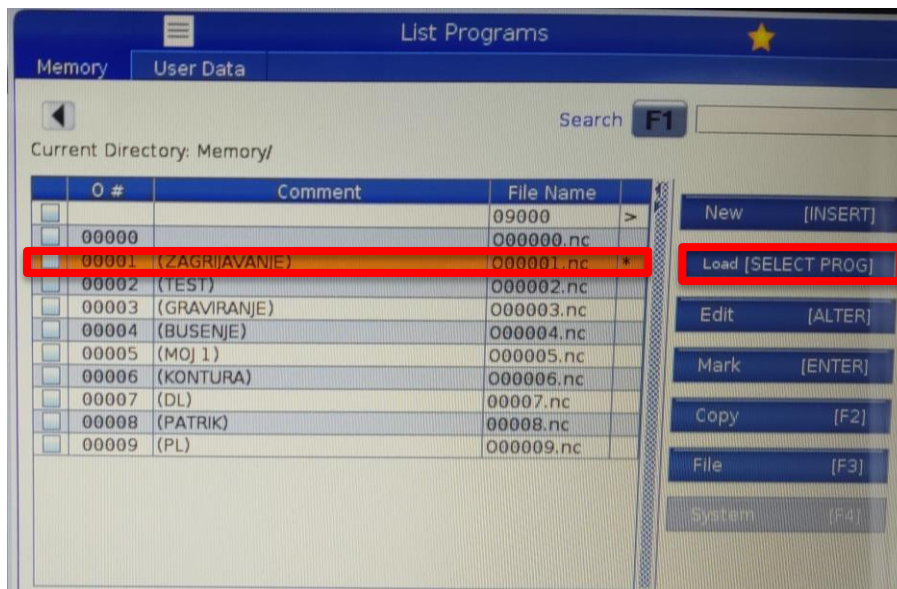 List Programs
Memory User Data
Search F1
Current Directory: Memory/
O # Comment File Name
09000 >
00000 O00000.nc
00001 (ZAGRIJAVANJE) O00001.nc *
00002 (TEST) O00002.nc
00003 (GRAVIRANJE) O00003.nc
00004 (BUSENJE) O00004.nc
00005 (MOJ 1) O00005.nc
00006 (KONTURA) O00006.nc
00007 (DL) O0007.nc
00008 (PATRIK) O0008.nc
00009 (PL) O00009.nc
New [INSERT]
Load [SELECT PROG]
Edit [ALTER]
Mark [ENTER]
Copy [F2]
File [F3]
System [F4]